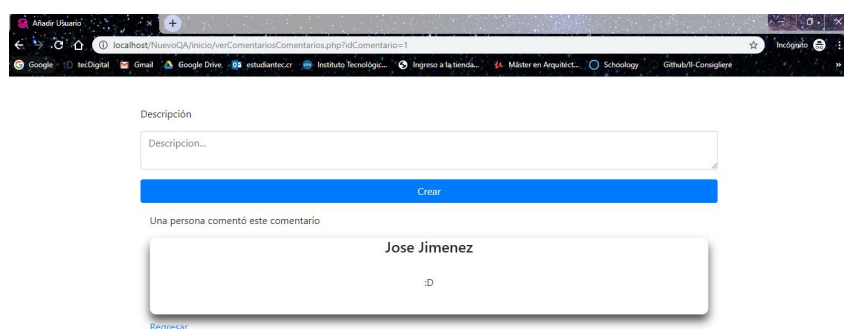 Añadir Usuario
localhost/NuevoQA/inicio/verComentariosComentarios.php?idComentario=1
Incógnito
Google tecDigital Gmail Google Drive estudiantec.cr Instituto Tecnológic... Ingreso a la tienda... Máster en Arquitect... Schoology Github/Il-Consigliere »
Descripción
Descripcion...
Crear
Una persona comentó este comentario
Jose Jimenez
:D
Regresar